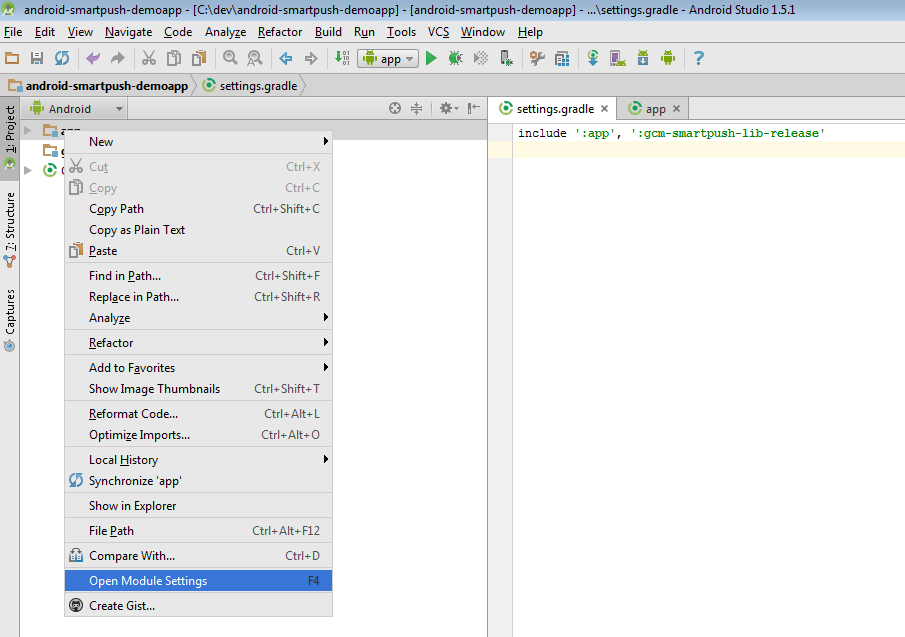 android-smartpush-demoapp - [C:\dev\android-smartpush-demoapp] - [android-smartpush-demoapp] - ...\settings.gradle - Android Studio 1.5.1
File Edit View Navigate Code Analyze Refactor Build Run Tools VCS Window Help
app
android-smartpush-demoapp settings.gradle
1: Project
7: Structure
Captures
Android
app
settings.gradle app
include ':app', ':gcm-smartpush-lib-release'
New
Cut Ctrl+X
Copy Ctrl+C
Copy Path Ctrl+Shift+C
Copy as Plain Text
Paste Ctrl+V
Find in Path... Ctrl+Shift+F
Replace in Path... Ctrl+Shift+R
Analyze
Refactor
Add to Favorites
Show Image Thumbnails Ctrl+Shift+T
Reformat Code... Ctrl+Alt+L
Optimize Imports... Ctrl+Alt+O
Local History
Synchronize 'app'
Show in Explorer
File Path Ctrl+Alt+F12
Compare With... Ctrl+D
Open Module Settings F4
Create Gist...